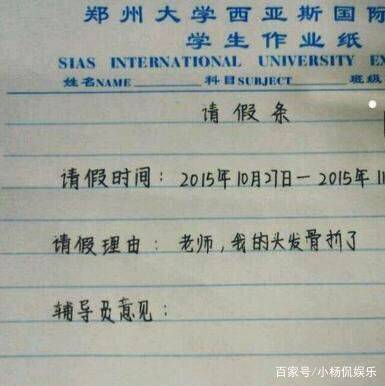 郑州大学西亚斯国际
学生作业纸
SIAS INTERNATIONAL UNIVERSITY EX
姓名NAME 科目SUBJECT 班级
请假条
请假时间: 2015年10月27日—2015年11
请假理由: 老师,我的头发骨折了
辅导员意见:
百家号/小杨侃娱乐